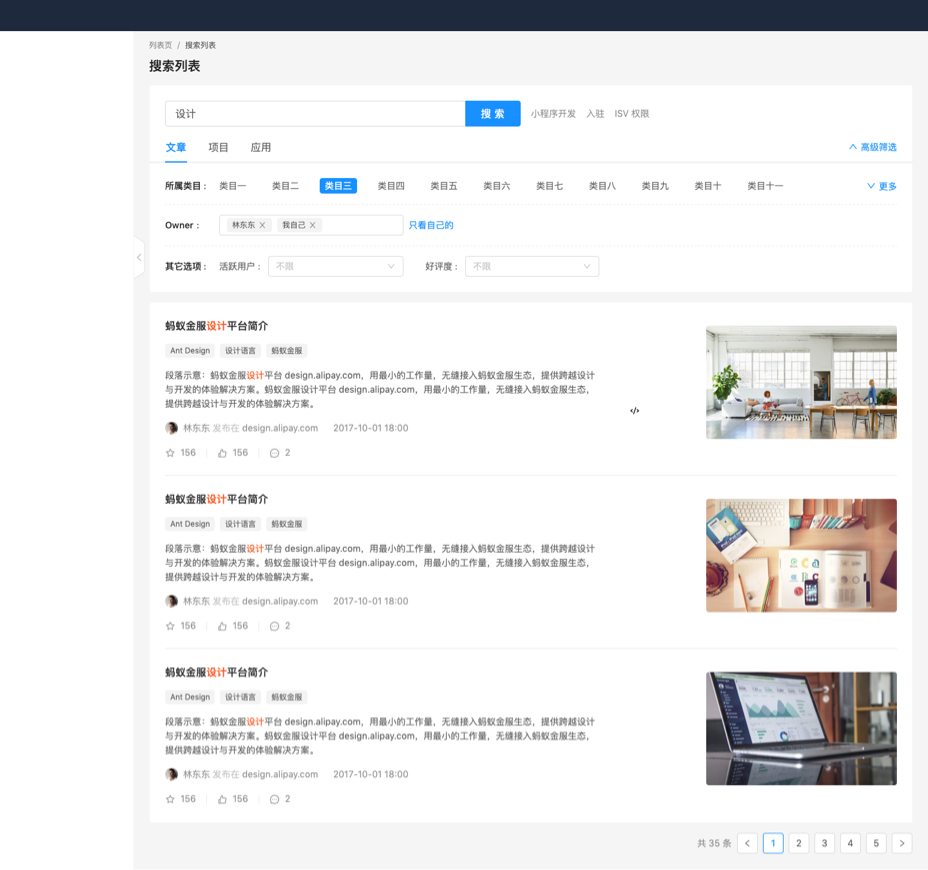 列表页 / 搜索列表
搜索列表
设计 搜 索 小程序开发 入驻 ISV 权限
文章 项目 应用 高级筛选
所属类目： 类目一 类目二 类目三 类目四 类目五 类目六 类目七 类目八 类目九 类目十 类目十一 更多
Owner： 林东东 我自己 只看自己的
其它选项： 活跃用户： 不限 好评度： 不限
蚂蚁金服设计平台简介
Ant Design 设计语言 蚂蚁金服
段落示意：蚂蚁金服设计平台 design.alipay.com，用最小的工作量，无缝接入蚂蚁金服生态，提供跨越设计
与开发的体验解决方案。蚂蚁金服设计平台 design.alipay.com，用最小的工作量，无缝接入蚂蚁金服生态，
提供跨越设计与开发的体验解决方案。
林东东 发布在 design.alipay.com 2017-10-01 18:00
156 156 2
蚂蚁金服设计平台简介
Ant Design 设计语言 蚂蚁金服
段落示意：蚂蚁金服设计平台 design.alipay.com，用最小的工作量，无缝接入蚂蚁金服生态，提供跨越设计
与开发的体验解决方案。蚂蚁金服设计平台 design.alipay.com，用最小的工作量，无缝接入蚂蚁金服生态，
提供跨越设计与开发的体验解决方案。
林东东 发布在 design.alipay.com 2017-10-01 18:00
156 156 2
蚂蚁金服设计平台简介
Ant Design 设计语言 蚂蚁金服
段落示意：蚂蚁金服设计平台 design.alipay.com，用最小的工作量，无缝接入蚂蚁金服生态，提供跨越设计
与开发的体验解决方案。蚂蚁金服设计平台 design.alipay.com，用最小的工作量，无缝接入蚂蚁金服生态，
提供跨越设计与开发的体验解决方案。
林东东 发布在 design.alipay.com 2017-10-01 18:00
156 156 2
共 35 条 < 1 2 3 4 5 >